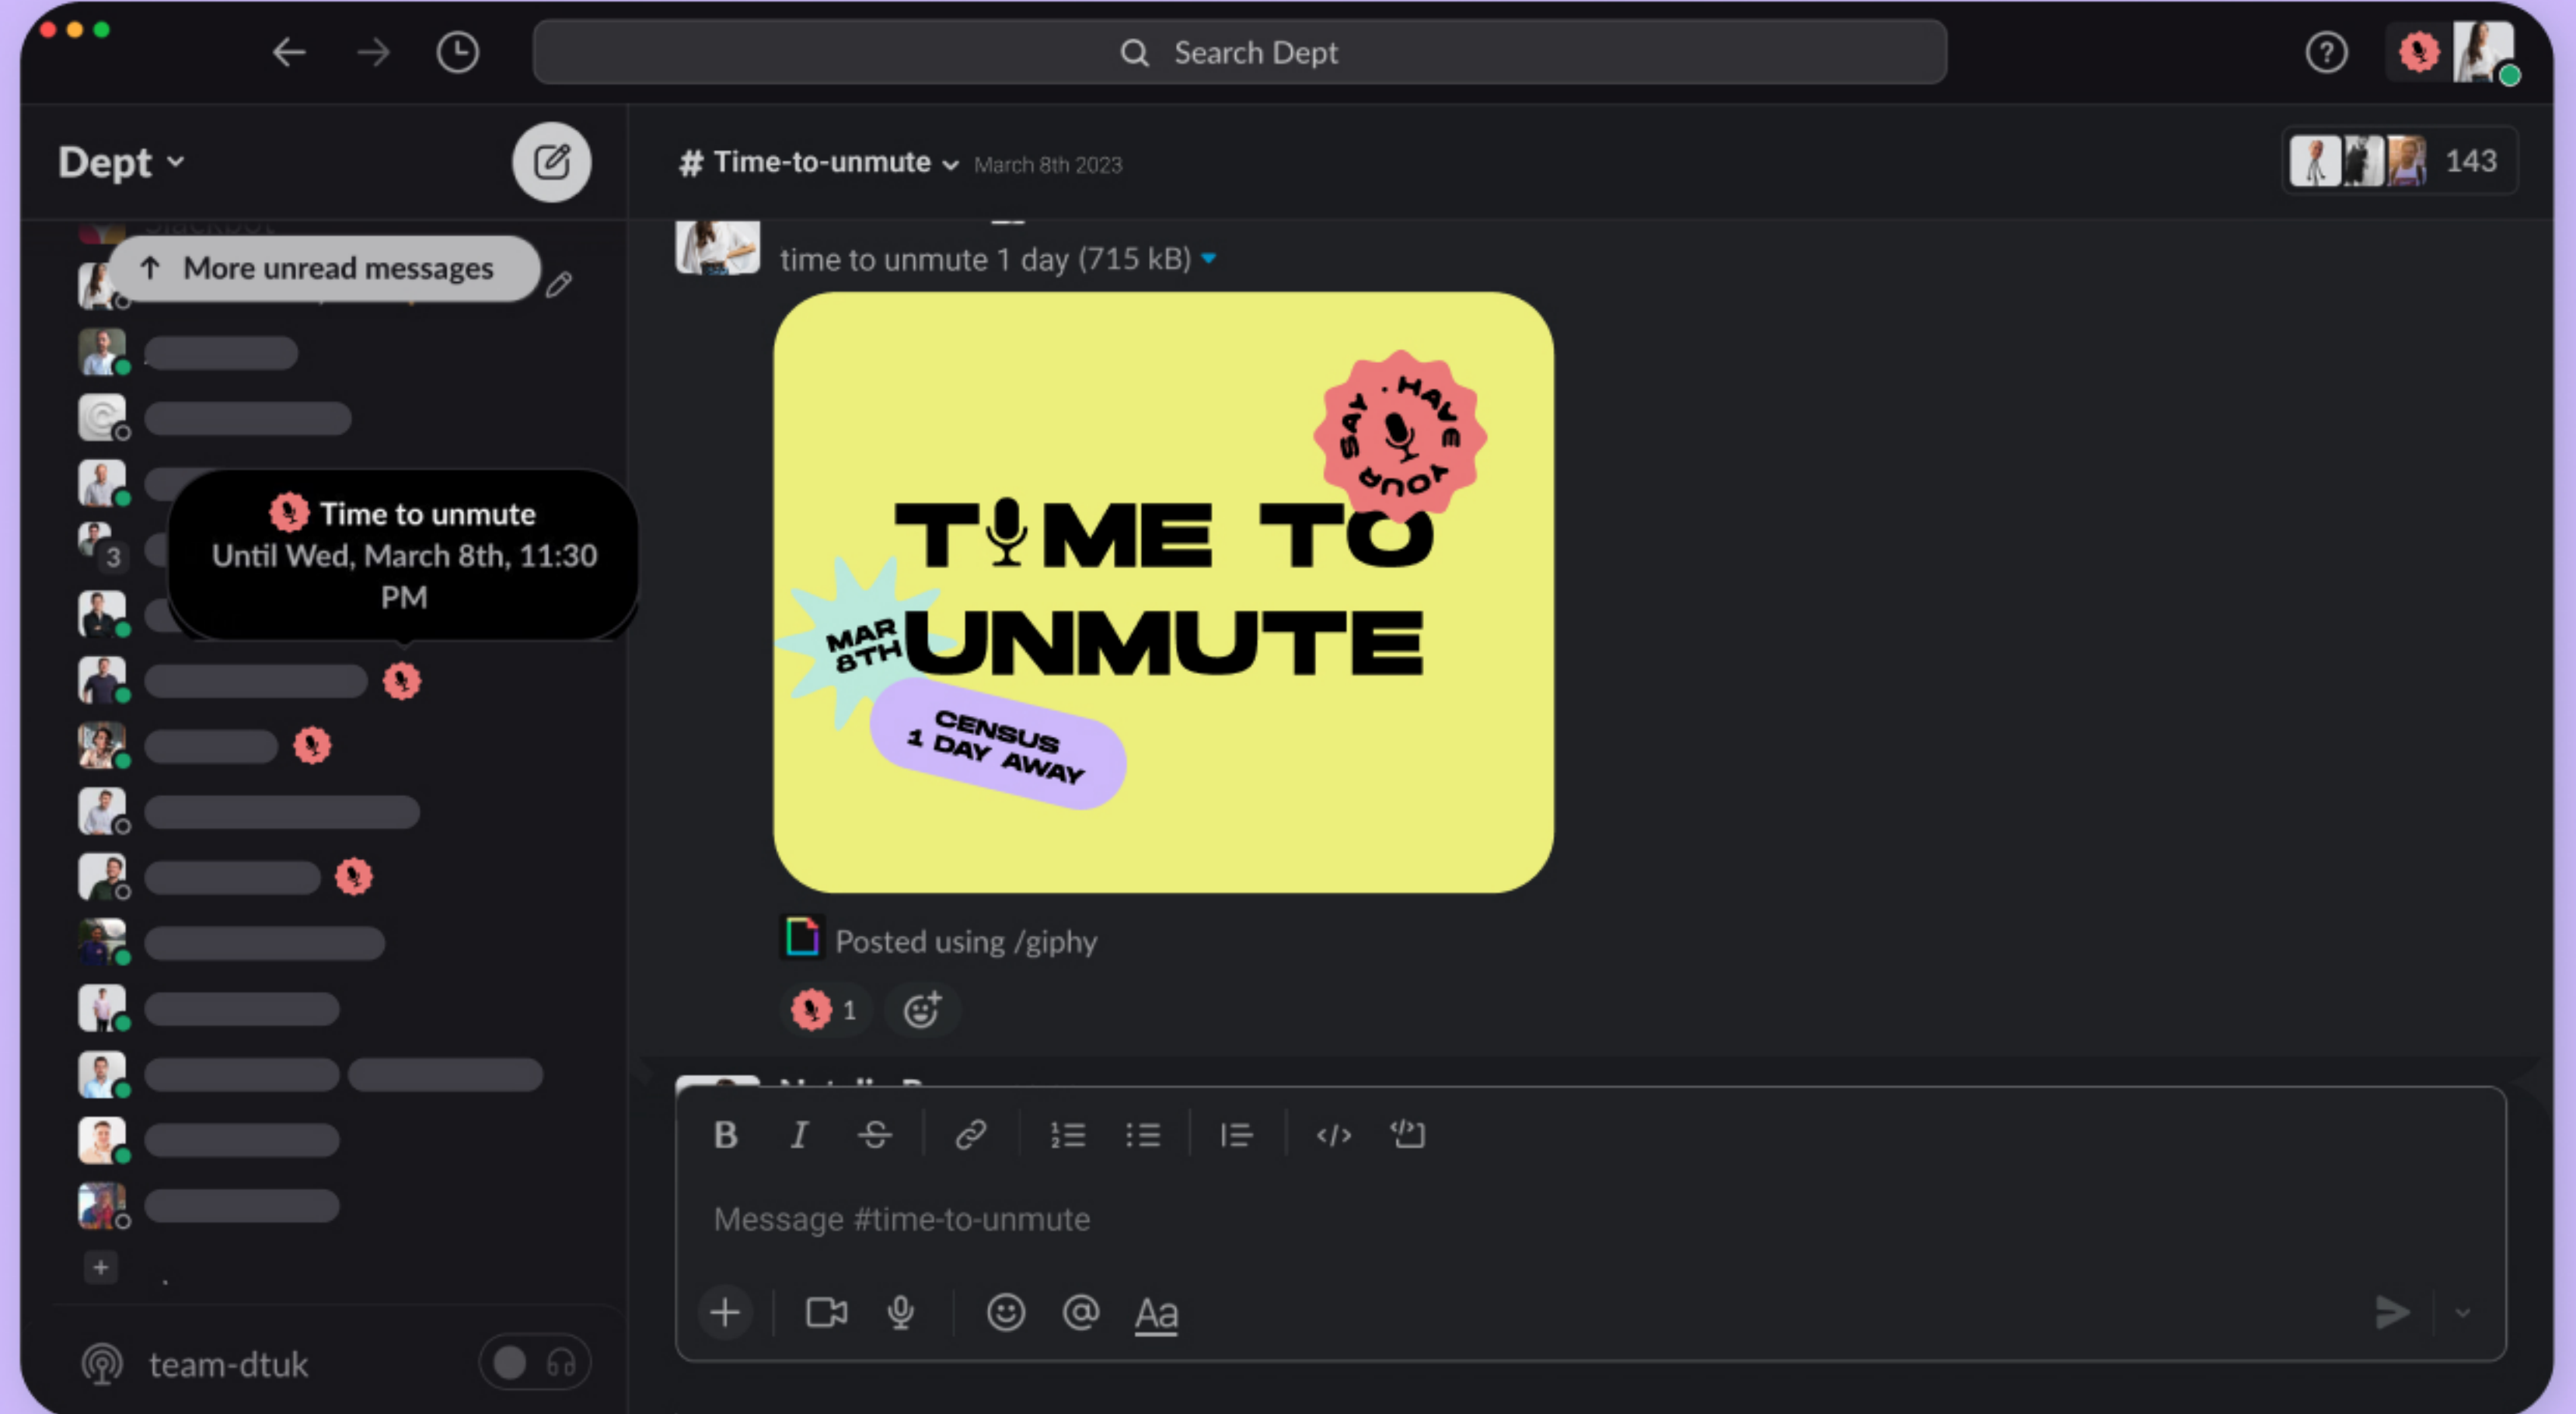 Search Dept
Dept
# Time-to-unmute March 8th 2023
143
Slackbot
More unread messages
3
Time to unmute
Until Wed, March 8th, 11:30
PM
team-dtuk
time to unmute 1 day (715 kB)
HAVE YOUR SAY
TIME TO
UNMUTE
MAR
8TH
CENSUS
1 DAY AWAY
Posted using /giphy
1
B I S
Message #time-to-unmute
Aa